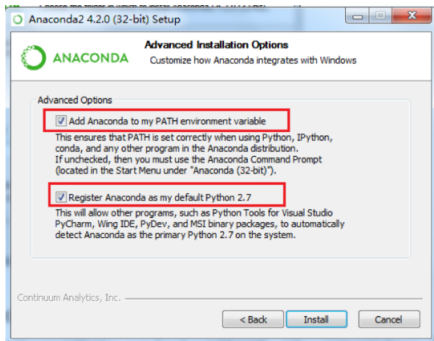 Anaconda2 4.2.0 (32-bit) Setup
ANACONDA
Advanced Installation Options
Customize how Anaconda integrates with Windows
Advanced Options
Add Anaconda to my PATH environment variable
This ensures that PATH is set correctly when using Python, IPython,
conda, and any other program in the Anaconda distribution.
If unchecked, then you must use the Anaconda Command Prompt
(located in the Start Menu under "Anaconda (32-bit)").
Register Anaconda as my default Python 2.7
This will allow other programs, such as Python Tools for Visual Studio
PyCharm, Wing IDE, PyDev, and MSI binary packages, to automatically
detect Anaconda as the primary Python 2.7 on the system.
Continuum Analytics, Inc.
< Back
Install
Cancel